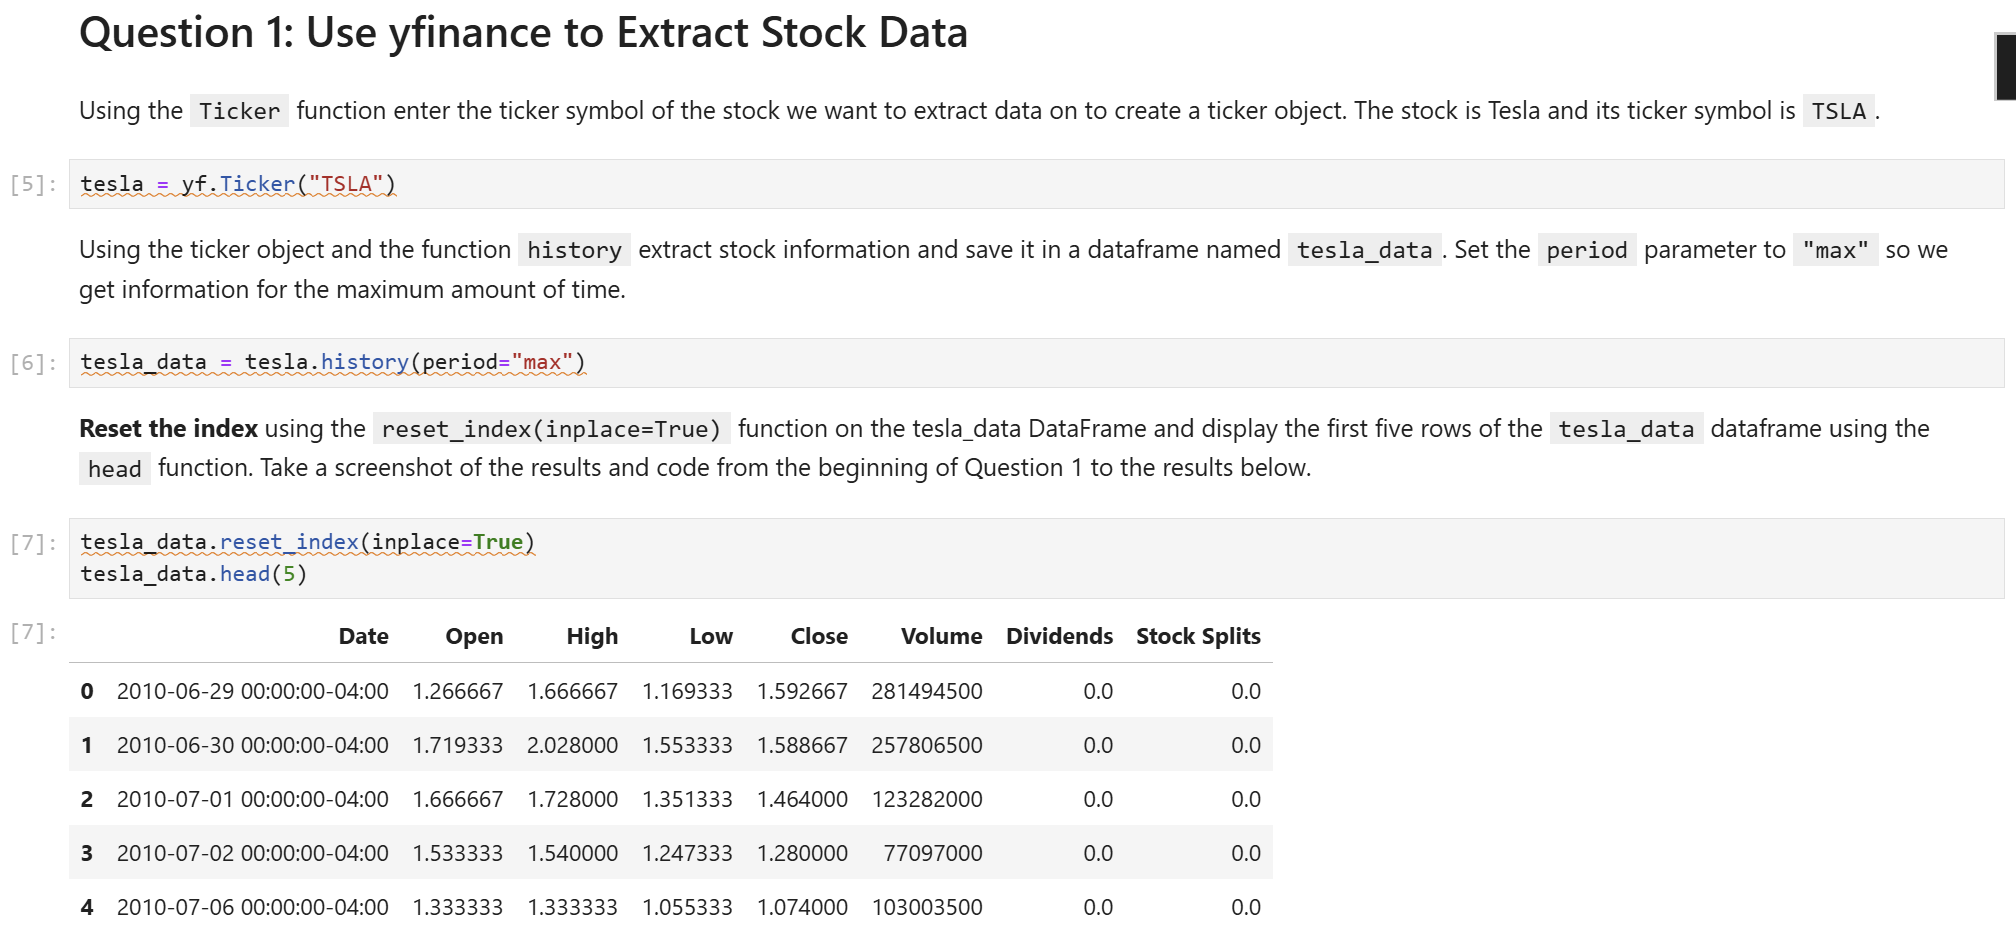 Question 1: Use yfinance to Extract Stock Data
Using the Ticker function enter the ticker symbol of the stock we want to extract data on to create a ticker object. The stock is Tesla and its ticker symbol is TSLA .
[5]: tesla = yf.Ticker("TSLA")
Using the ticker object and the function history extract stock information and save it in a dataframe named tesla_data . Set the period parameter to "max" so we
get information for the maximum amount of time.
[6]: tesla_data = tesla.history(period="max")
Reset the index using the reset_index(inplace=True) function on the tesla_data DataFrame and display the first five rows of the tesla_data dataframe using the
head function. Take a screenshot of the results and code from the beginning of Question 1 to the results below.
[7]: tesla_data.reset_index(inplace=True)
tesla_data.head(5)
[7]: Date Open High Low Close Volume Dividends Stock Splits
0 2010-06-29 00:00:00-04:00 1.266667 1.666667 1.169333 1.592667 281494500 0.0 0.0
1 2010-06-30 00:00:00-04:00 1.719333 2.028000 1.553333 1.588667 257806500 0.0 0.0
2 2010-07-01 00:00:00-04:00 1.666667 1.728000 1.351333 1.464000 123282000 0.0 0.0
3 2010-07-02 00:00:00-04:00 1.533333 1.540000 1.247333 1.280000 77097000 0.0 0.0
4 2010-07-06 00:00:00-04:00 1.333333 1.333333 1.055333 1.074000 103003500 0.0 0.0